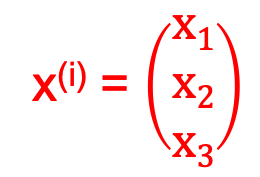 x⁽ⁱ⁾ = (x₁
x₂
x₃)